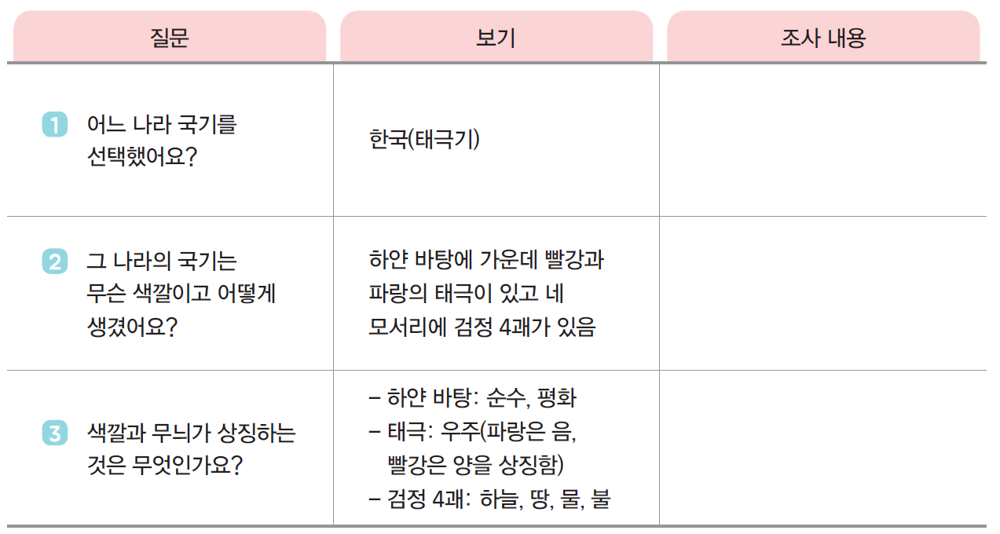 질문
보기
조사 내용
1 어느 나라 국기를
선택했어요?
한국(태극기)
2 그 나라의 국기는
무슨 색깔이고 어떻게
생겼어요?
하얀 바탕에 가운데 빨강과
파랑의 태극이 있고 네
모서리에 검정 4괘가 있음
3 색깔과 무늬가 상징하는
것은 무엇인가요?
– 하얀 바탕: 순수, 평화
– 태극: 우주(파랑은 음,
빨강은 양을 상징함)
– 검정 4괘: 하늘, 땅, 물, 불